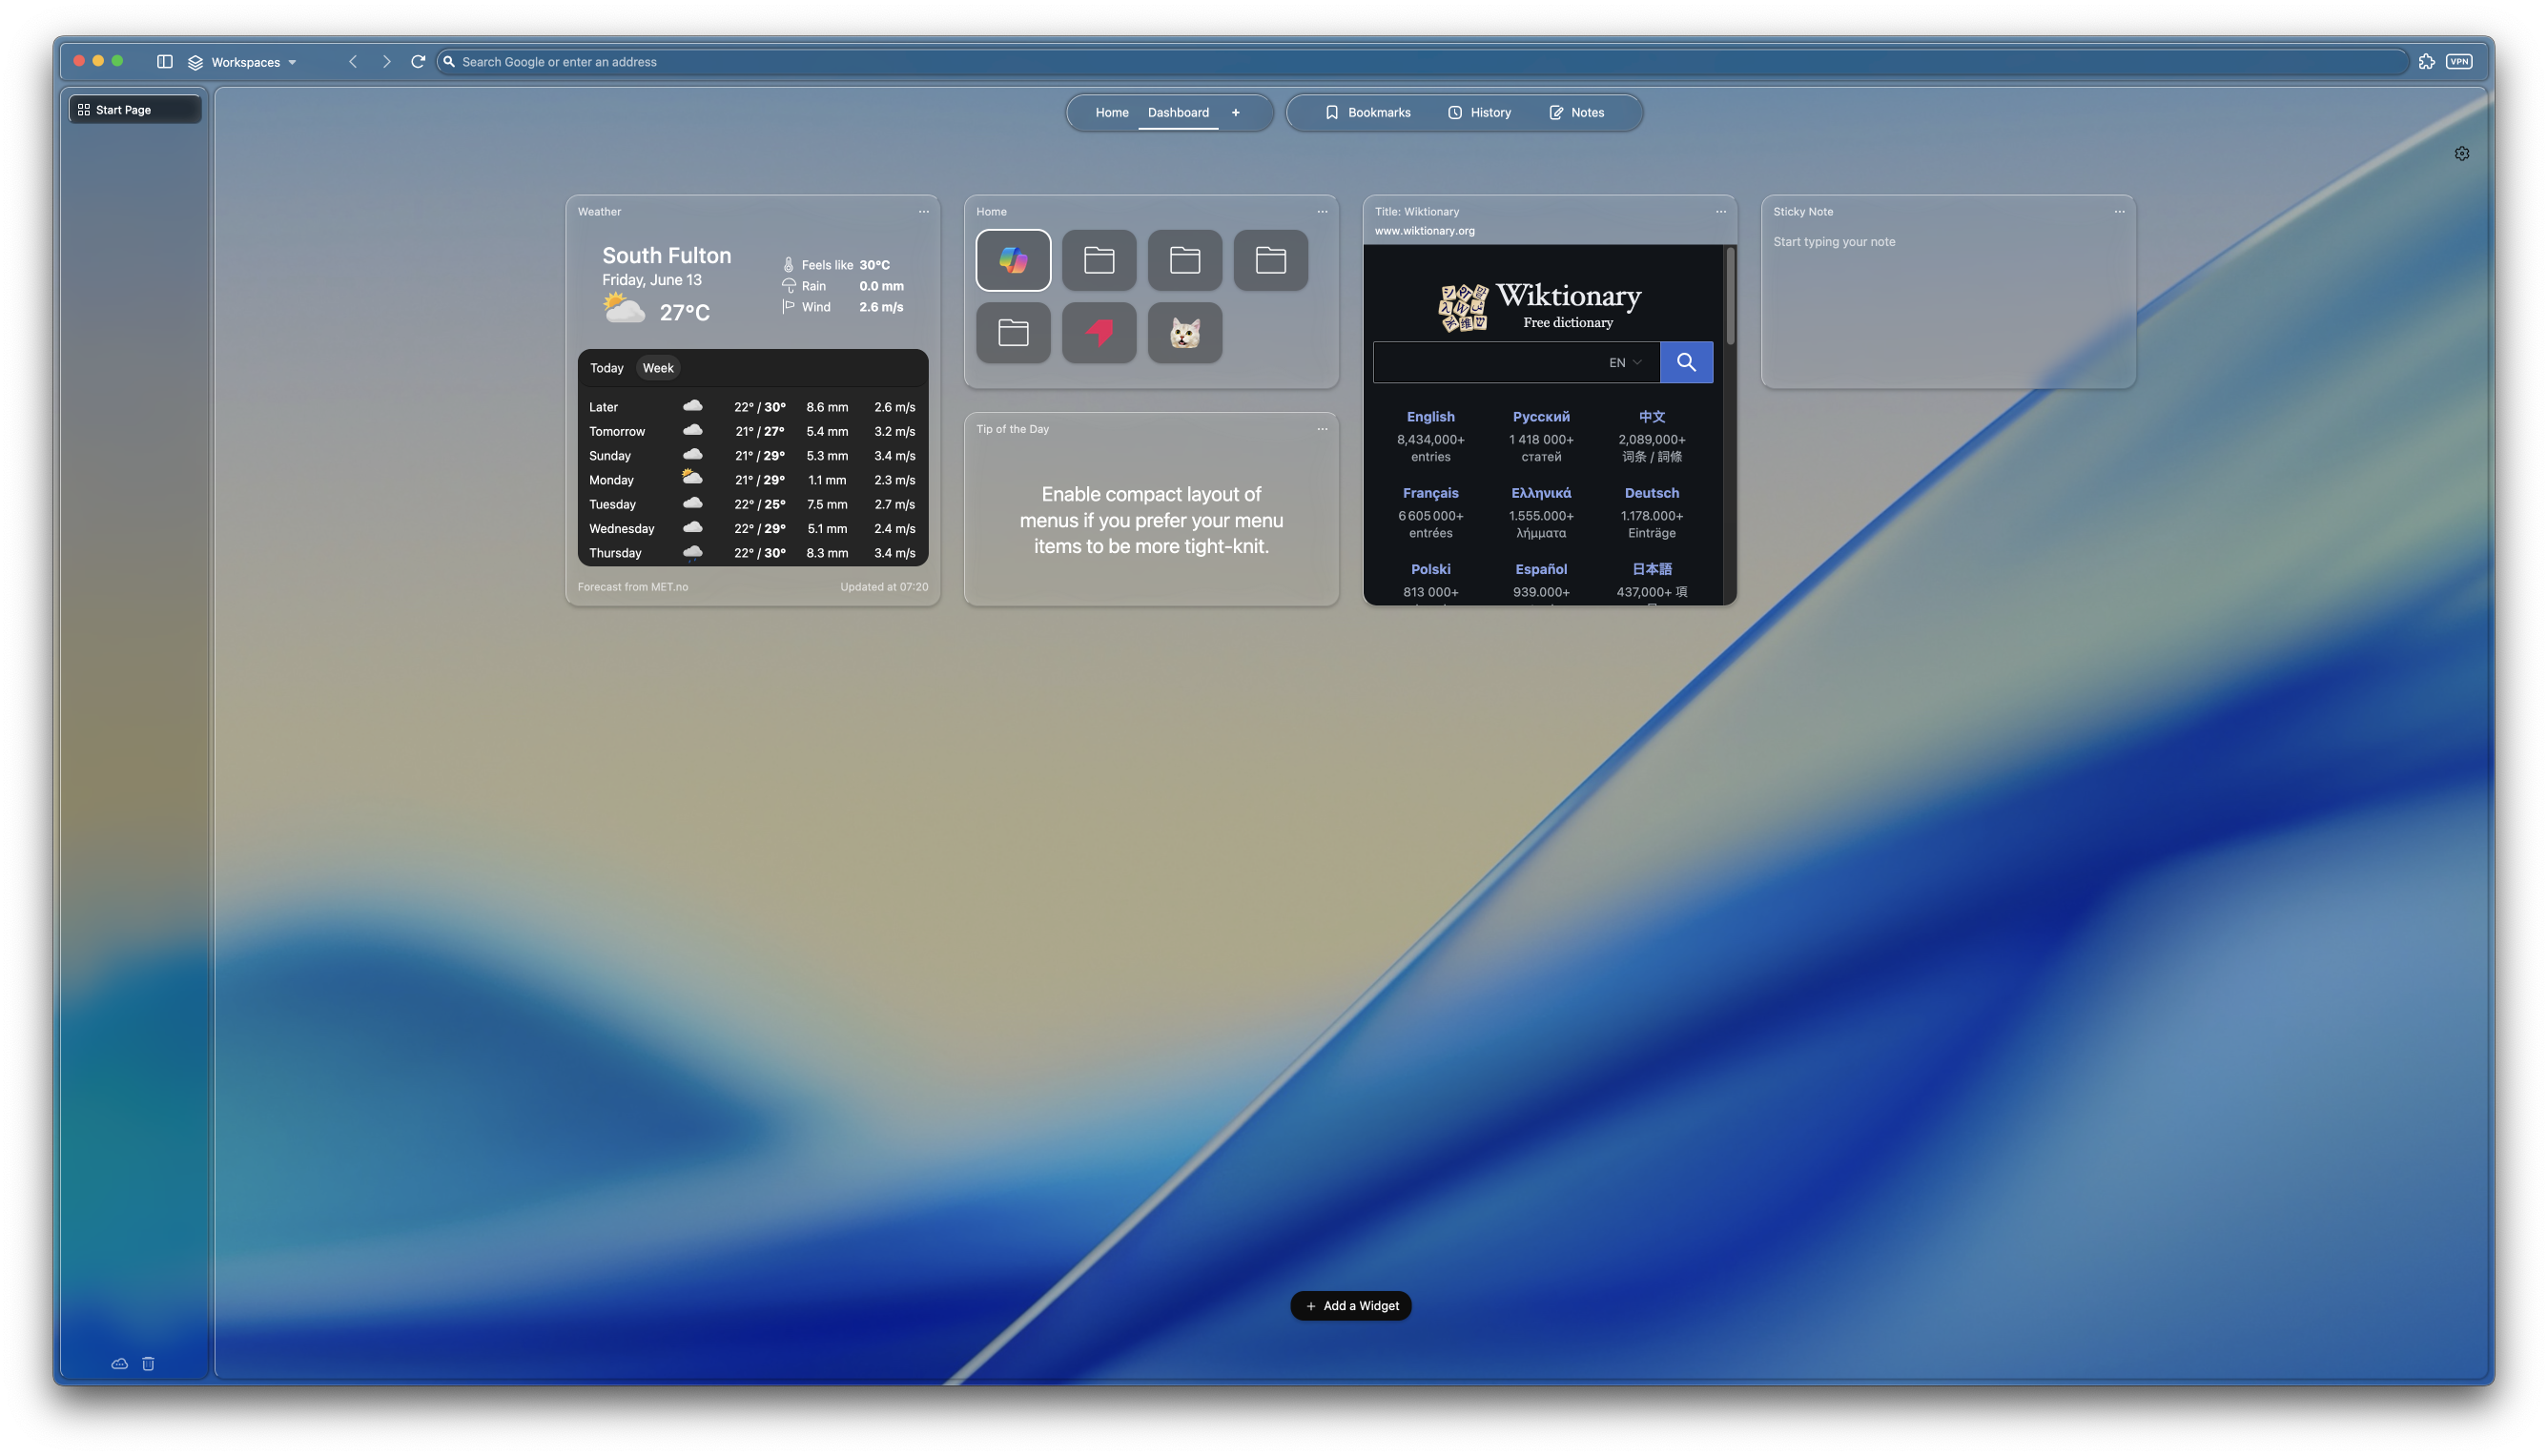 Workspaces
Search Google or enter an address
VPN
Start Page
Home Dashboard +
Bookmarks History Notes
Weather
South Fulton
Friday, June 13
27°C
Feels like 30°C
Rain 0.0 mm
Wind 2.6 m/s
Today Week
Later 22° / 30° 8.6 mm 2.6 m/s
Tomorrow 21° / 27° 5.4 mm 3.2 m/s
Sunday 21° / 29° 5.3 mm 3.4 m/s
Monday 21° / 29° 1.1 mm 2.3 m/s
Tuesday 22° / 25° 7.5 mm 2.7 m/s
Wednesday 22° / 29° 5.1 mm 2.4 m/s
Thursday 22° / 30° 8.3 mm 3.4 m/s
Forecast from MET.no Updated at 07:20
Home
Tip of the Day
Enable compact layout of
menus if you prefer your menu
items to be more tight-knit.
Title: Wiktionary
www.wiktionary.org
Wiktionary
Free dictionary
EN
English Русский 中文
8,434,000+ 1 418 000+ 2,089,000+
entries статей 词条 / 詞條
Français Ελληνικά Deutsch
6 605 000+ 1.555.000+ 1.178.000+
entrées λήμματα Einträge
Polski Español 日本語
813 000+ 939.000+ 437,000+ 項
Sticky Note
Start typing your note
+ Add a Widget